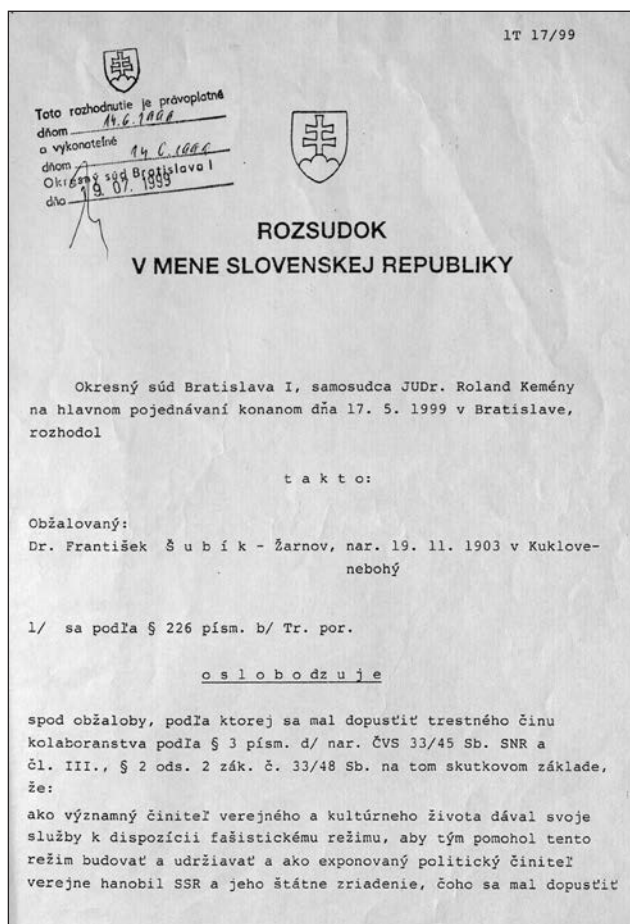 1T 17/99
Toto rozhodnutie je právoplatné
dňom 14.6.1999
a vykonateľné
dňom 14.6.1999
Okresný súd Bratislava I
dňa 19. 07. 1999
ROZSUDOK
V MENE SLOVENSKEJ REPUBLIKY
Okresný súd Bratislava I, samosudca JUDr. Roland Kemény
na hlavnom pojednávaní konanom dňa 17. 5. 1999 v Bratislave,
rozhodol
t a k t o:
Obžalovaný:
Dr. František Š u b í k - Žarnov, nar. 19. 11. 1903 v Kuklove-
nebohý
1/ sa podľa § 226 písm. b/ Tr. por.
o s l o b o dz u j e
spod obžaloby, podľa ktorej sa mal dopustiť trestného činu
kolaboranstva podľa § 3 písm. d/ nar. ČVS 33/45 Sb. SNR a
čl. III., § 2 ods. 2 zák. č. 33/48 Sb. na tom skutkovom základe,
že:
ako významný činiteľ verejného a kultúrneho života dával svoje
služby k dispozícii fašistickému režimu, aby tým pomohol tento
režim budovať a udržiavať a ako exponovaný politický činiteľ
verejne hanobil SSR a jeho štátne zriadenie, čoho sa mal dopustiť